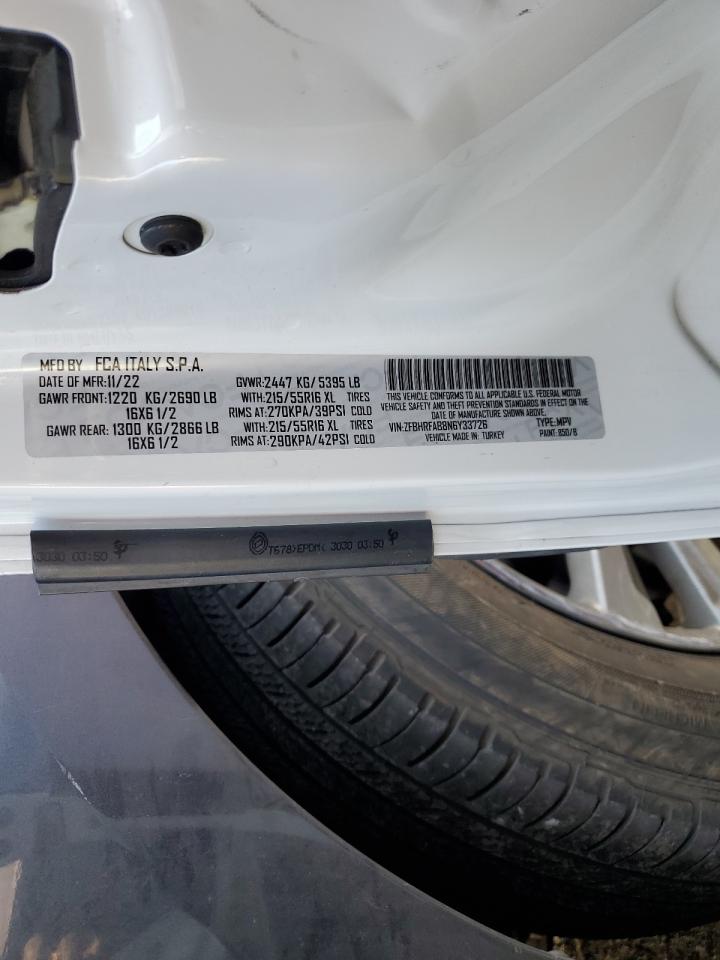 MFD BY FCA ITALY S.P.A.
DATE OF MFR:11/22 GVWR:2447 KG/5395 LB
GAWR FRONT:1220 KG/2690 LB WITH:215/55R16 XL TIRES
16X6 1/2 RIMS AT:270KPA/39PSI COLD
GAWR REAR:1300 KG/2866 LB WITH:215/55R16 XL TIRES
16X6 1/2 RIMS AT:290KPA/42PSI COLD
THIS VEHICLE CONFORMS TO ALL APPLICABLE U.S. FEDERAL MOTOR
VEHICLE SAFETY AND THEFT PREVENTION STANDARDS IN EFFECT ON THE
DATE OF MANUFACTURE SHOWN ABOVE.
VIN:ZFBHRFAB8N6Y33726 TYPE:MPV
MADE IN: TURKEY PAINT: 850/B
3030 03:50 T678>EPDM< 3030 03:50